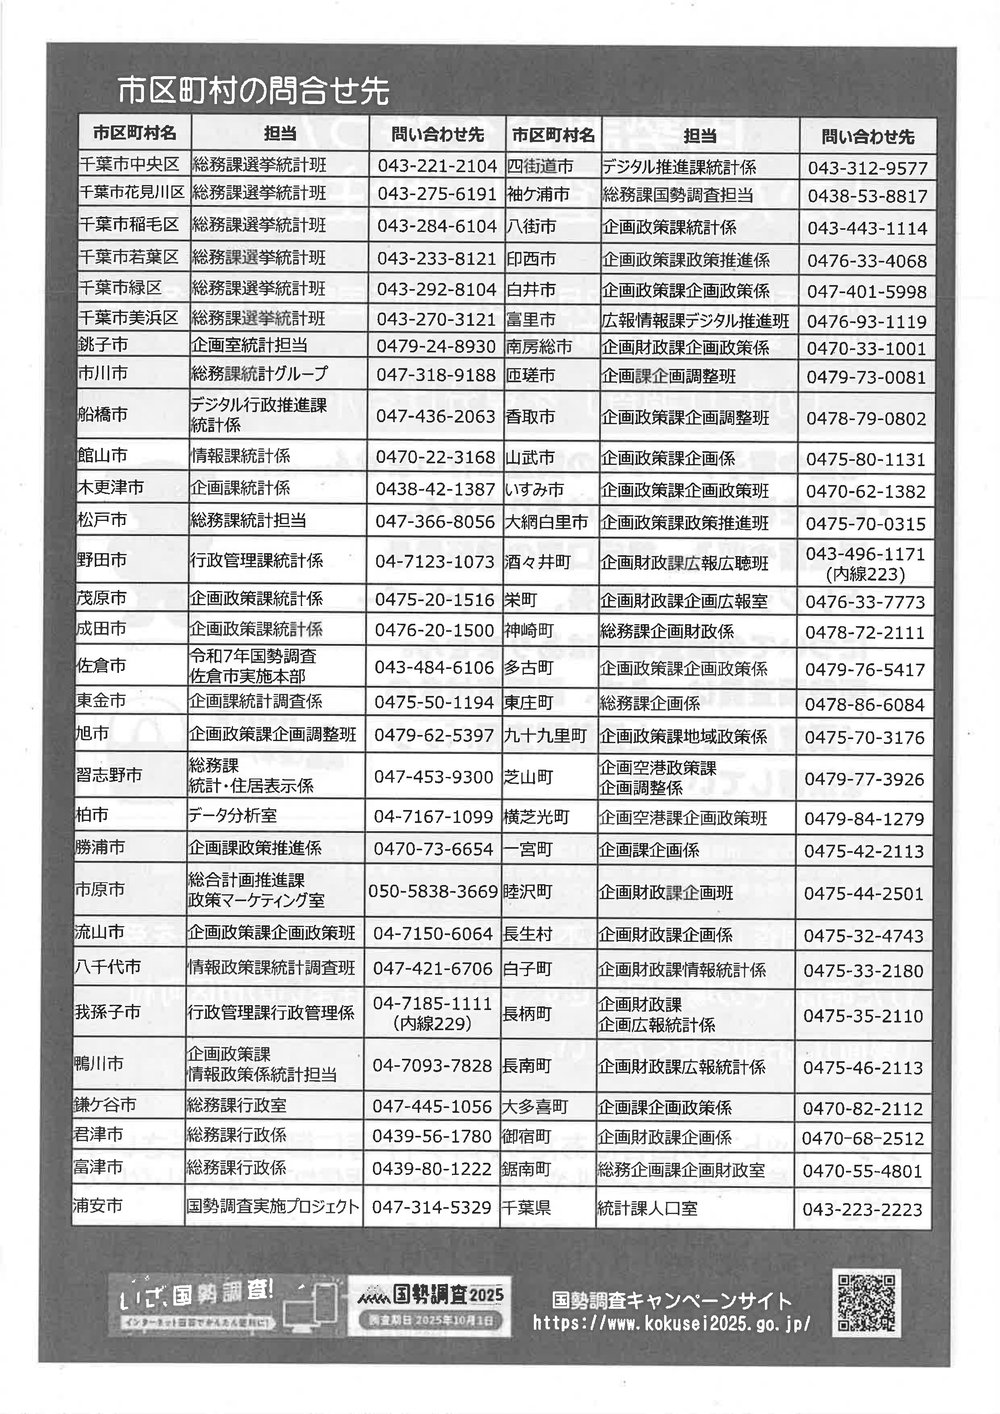 市区町村の問合せ先
市区町村名 担当 問い合わせ先 市区町村名 担当 問い合わせ先
千葉市中央区 総務課選挙統計班 043-221-2104 四街道市 デジタル推進課統計係 043-312-9577
千葉市花見川区 総務課選挙統計班 043-275-6191 袖ケ浦市 総務課国勢調査担当 0438-53-8817
千葉市稲毛区 総務課選挙統計班 043-284-6104 八街市 企画政策課統計係 043-443-1114
千葉市若葉区 総務課選挙統計班 043-233-8121 印西市 企画政策課政策推進係 0476-33-4068
千葉市緑区 総務課選挙統計班 043-292-8104 白井市 企画政策課企画政策係 047-401-5998
千葉市美浜区 総務課選挙統計班 043-270-3121 富里市 広報情報課デジタル推進班 0476-93-1119
銚子市 企画室統計担当 0479-24-8930 南房総市 企画財政課企画政策係 0470-33-1001
市川市 総務課統計グループ 047-318-9188 匝瑳市 企画課企画調整班 0479-73-0081
船橋市 デジタル行政推進課 統計係 047-436-2063 香取市 企画政策課企画調整班 0478-79-0802
館山市 情報課統計係 0470-22-3168 山武市 企画政策課企画係 0475-80-1131
木更津市 企画課統計係 0438-42-1387 いすみ市 企画政策課企画政策班 0470-62-1382
松戸市 総務課統計担当 047-366-8056 大網白里市 企画政策課政策推進班 0475-70-0315
野田市 行政管理課統計係 04-7123-1073 酒々井町 企画財政課広報広聴班 043-496-1171 (内線223)
茂原市 企画政策課統計係 0475-20-1516 栄町 企画財政課企画広報室 0476-33-7773
成田市 企画政策課統計係 0476-20-1500 神崎町 総務課企画財政係 0478-72-2111
佐倉市 令和7年国勢調査 佐倉市実施本部 043-484-6106 多古町 企画政策課企画政策係 0479-76-5417
東金市 企画課統計調査係 0475-50-1194 東庄町 総務課企画係 0478-86-6084
旭市 企画政策課企画調整班 0479-62-5397 九十九里町 企画政策課地域政策係 0475-70-3176
習志野市 総務課 統計・住居表示係 047-453-9300 芝山町 企画空港政策課 企画調整係 0479-77-3926
柏市 データ分析室 04-7167-1099 横芝光町 企画空港課企画政策班 0479-84-1279
勝浦市 企画課政策推進係 0470-73-6654 一宮町 企画課企画係 0475-42-2113
市原市 総合計画推進課 政策マーケティング室 050-5838-3669 睦沢町 企画財政課企画班 0475-44-2501
流山市 企画政策課企画政策班 04-7150-6064 長生村 企画財政課企画係 0475-32-4743
八千代市 情報政策課統計調査班 047-421-6706 白子町 企画財政課情報統計係 0475-33-2180
我孫子市 行政管理課行政管理係 04-7185-1111 (内線229) 長柄町 企画財政課 企画広報統計係 0475-35-2110
鴨川市 企画政策課 情報政策係統計担当 04-7093-7828 長南町 企画政策課広報統計係 0475-46-2113
鎌ケ谷市 総務課行政室 047-445-1056 大多喜町 企画課企画政策係 0470-82-2112
君津市 総務課行政係 0439-56-1780 御宿町 企画財政課企画係 0470-68-2512
富津市 総務課行政係 0439-80-1222 鋸南町 総務企画課企画財政室 0470-55-4801
浦安市 国勢調査実施プロジェクト 047-314-5329 千葉県 統計課人口室 043-223-2223
いざ、国勢調査!
インターネット回答でかんたん便利に!
国勢調査2025
調査期日 2025年10月1日
国勢調査キャンペーンサイト
https://www.kokusei2025.go.jp/